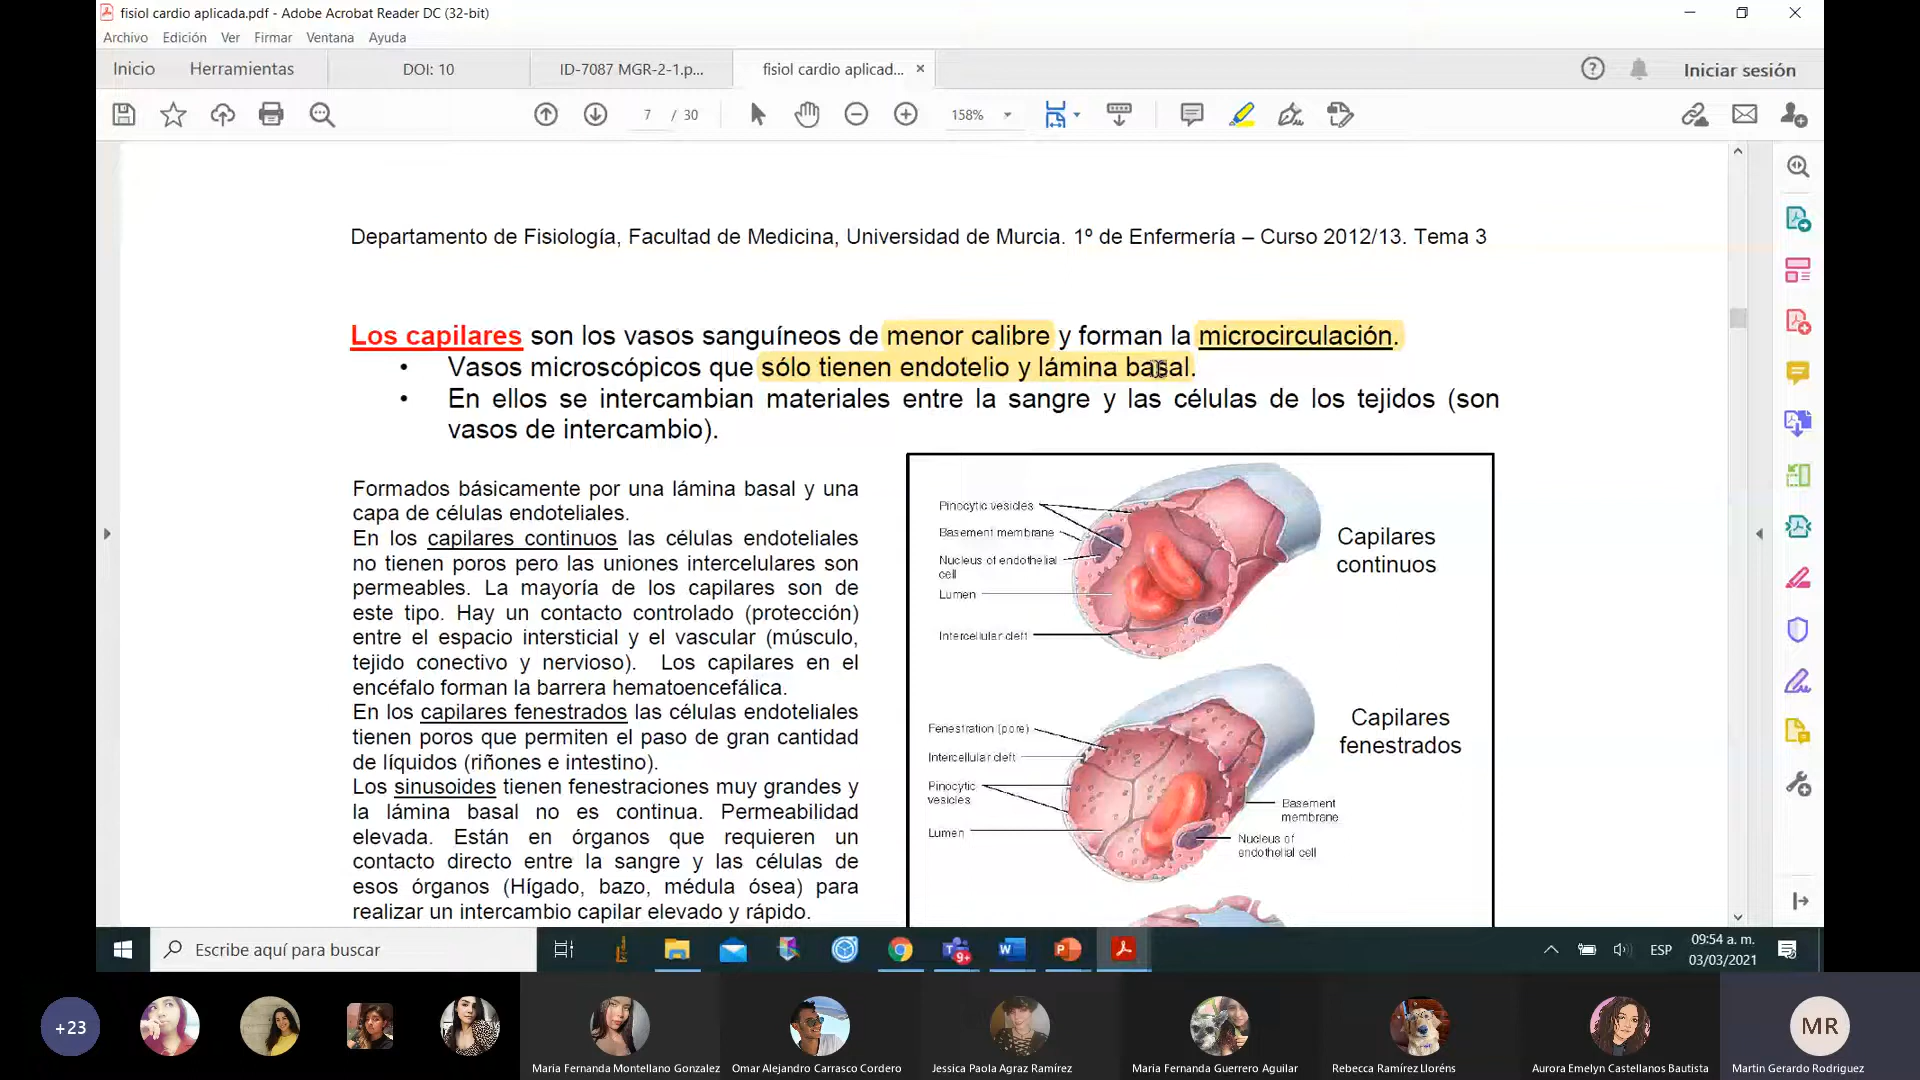 fisiol cardio aplicada.pdf - Adobe Acrobat Reader DC (32-bit)
Archivo Edición Ver Firmar Ventana Ayuda
Inicio Herramientas DOI: 10 ID-7087 MGR-2-1.p... fisiol cardio aplicad... Iniciar sesión
7 / 30 158%
Departamento de Fisiología, Facultad de Medicina, Universidad de Murcia. 1º de Enfermería – Curso 2012/13. Tema 3
Los capilares son los vasos sanguíneos de menor calibre y forman la microcirculación.
• Vasos microscópicos que sólo tienen endotelio y lámina basal.
• En ellos se intercambian materiales entre la sangre y las células de los tejidos (son
vasos de intercambio).
Formados básicamente por una lámina basal y una
capa de células endoteliales.
En los capilares continuos las células endoteliales
no tienen poros pero las uniones intercelulares son
permeables. La mayoría de los capilares son de
este tipo. Hay un contacto controlado (protección)
entre el espacio intersticial y el vascular (músculo,
tejido conectivo y nervioso). Los capilares en el
encéfalo forman la barrera hematoencefálica.
En los capilares fenestrados las células endoteliales
tienen poros que permiten el paso de gran cantidad
de líquidos (riñones e intestino).
Los sinusoides tienen fenestraciones muy grandes y
la lámina basal no es continua. Permeabilidad
elevada. Están en órganos que requieren un
contacto directo entre la sangre y las células de
esos órganos (Hígado, bazo, médula ósea) para
realizar un intercambio capilar elevado y rápido.
Pinocytic vesicles
Basement membrane
Nucleus of endothelial
cell
Lumen
Intercellular cleft
Capilares
continuos
Fenestration (pore)
Intercellular cleft
Pinocytic
vesicles
Lumen
Capilares
fenestrados
Basement
membrane
Nucleus of
endothelial cell
Escribe aquí para buscar
9+
ESP
09:54 a. m.
03/03/2021
+23
MR
Maria Fernanda Montellano Gonzalez
Omar Alejandro Carrasco Cordero
Jessica Paola Agraz Ramírez
Maria Fernanda Guerrero Aguilar
Rebecca Ramírez Lloréns
Aurora Emelyn Castellanos Bautista
Martin Gerardo Rodriguez